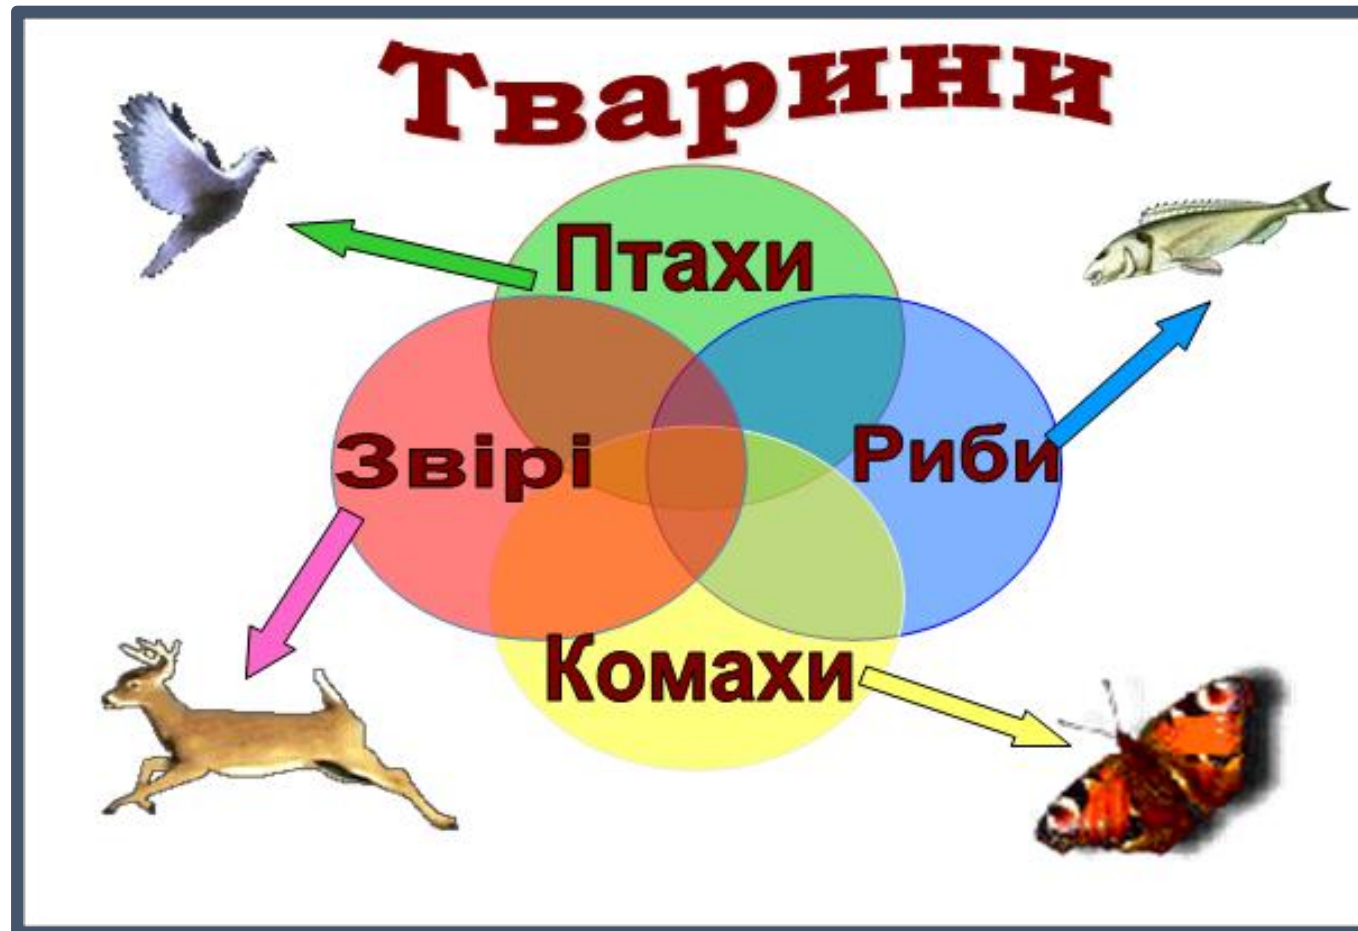 Тварини
Птахи
Звірі
Риби
Комахи